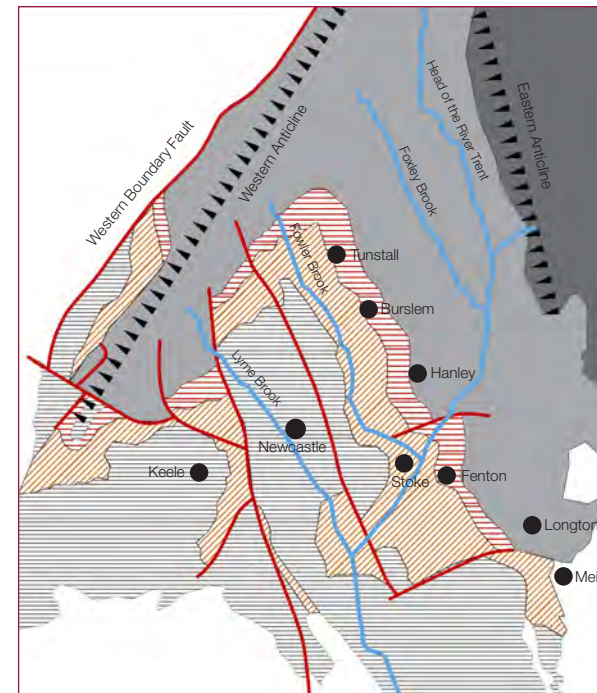 Head of the River Trent
Eastern Anticline
Foxley Brook
Western Anticline
Western Boundary Fault
Fowler Brook
Tunstall
Burslem
Lyme Brook
Hanley
Newcastle
Keele
Stoke
Fenton
Longton
Mei